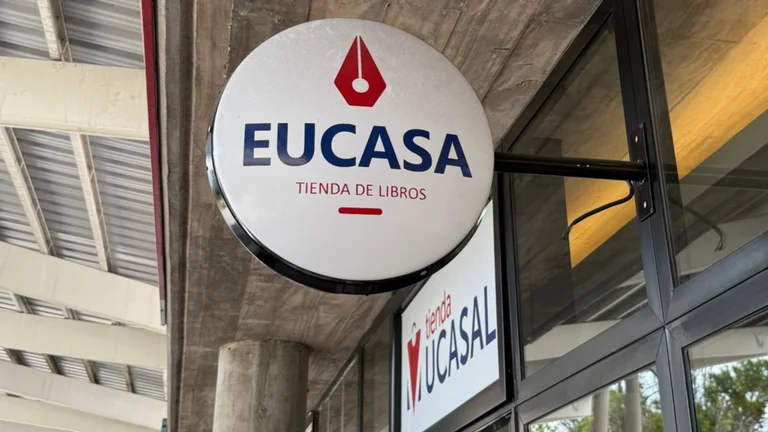 EUCASA
TIENDA DE LIBROS
tienda
UCASAL